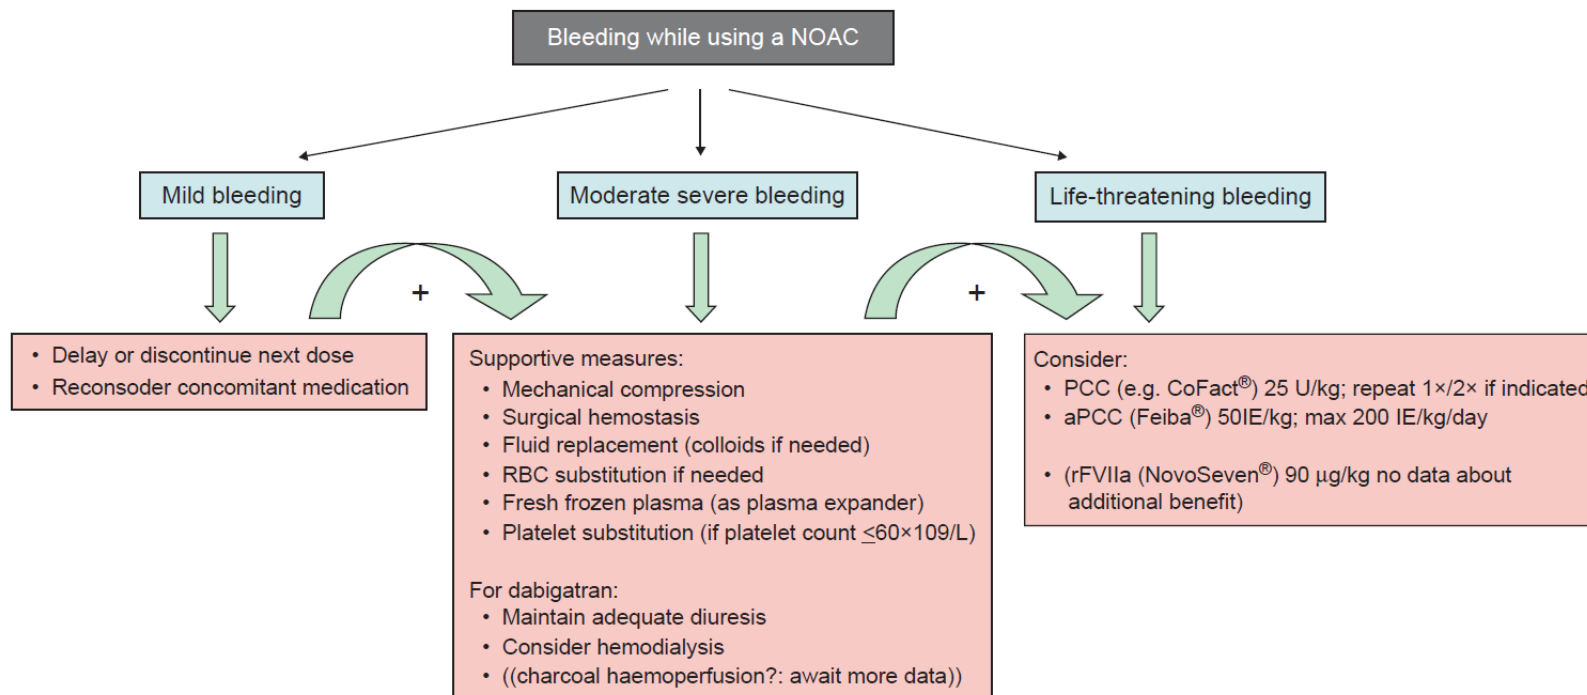 Bleeding while using a NOAC
Mild bleeding
Moderate severe bleeding
Life-threatening bleeding
+
+
• Delay or discontinue next dose
• Reconsoder concomitant medication
Supportive measures:
• Mechanical compression
• Surgical hemostasis
• Fluid replacement (colloids if needed)
• RBC substitution if needed
• Fresh frozen plasma (as plasma expander)
• Platelet substitution (if platelet count ≤60×109/L)
For dabigatran:
• Maintain adequate diuresis
• Consider hemodialysis
• ((charcoal haemoperfusion?: await more data))
Consider:
• PCC (e.g. CoFact®) 25 U/kg; repeat 1×/2× if indicated
• aPCC (Feiba®) 50IE/kg; max 200 IE/kg/day
• (rFVIIa (NovoSeven®) 90 μg/kg no data about
additional benefit)